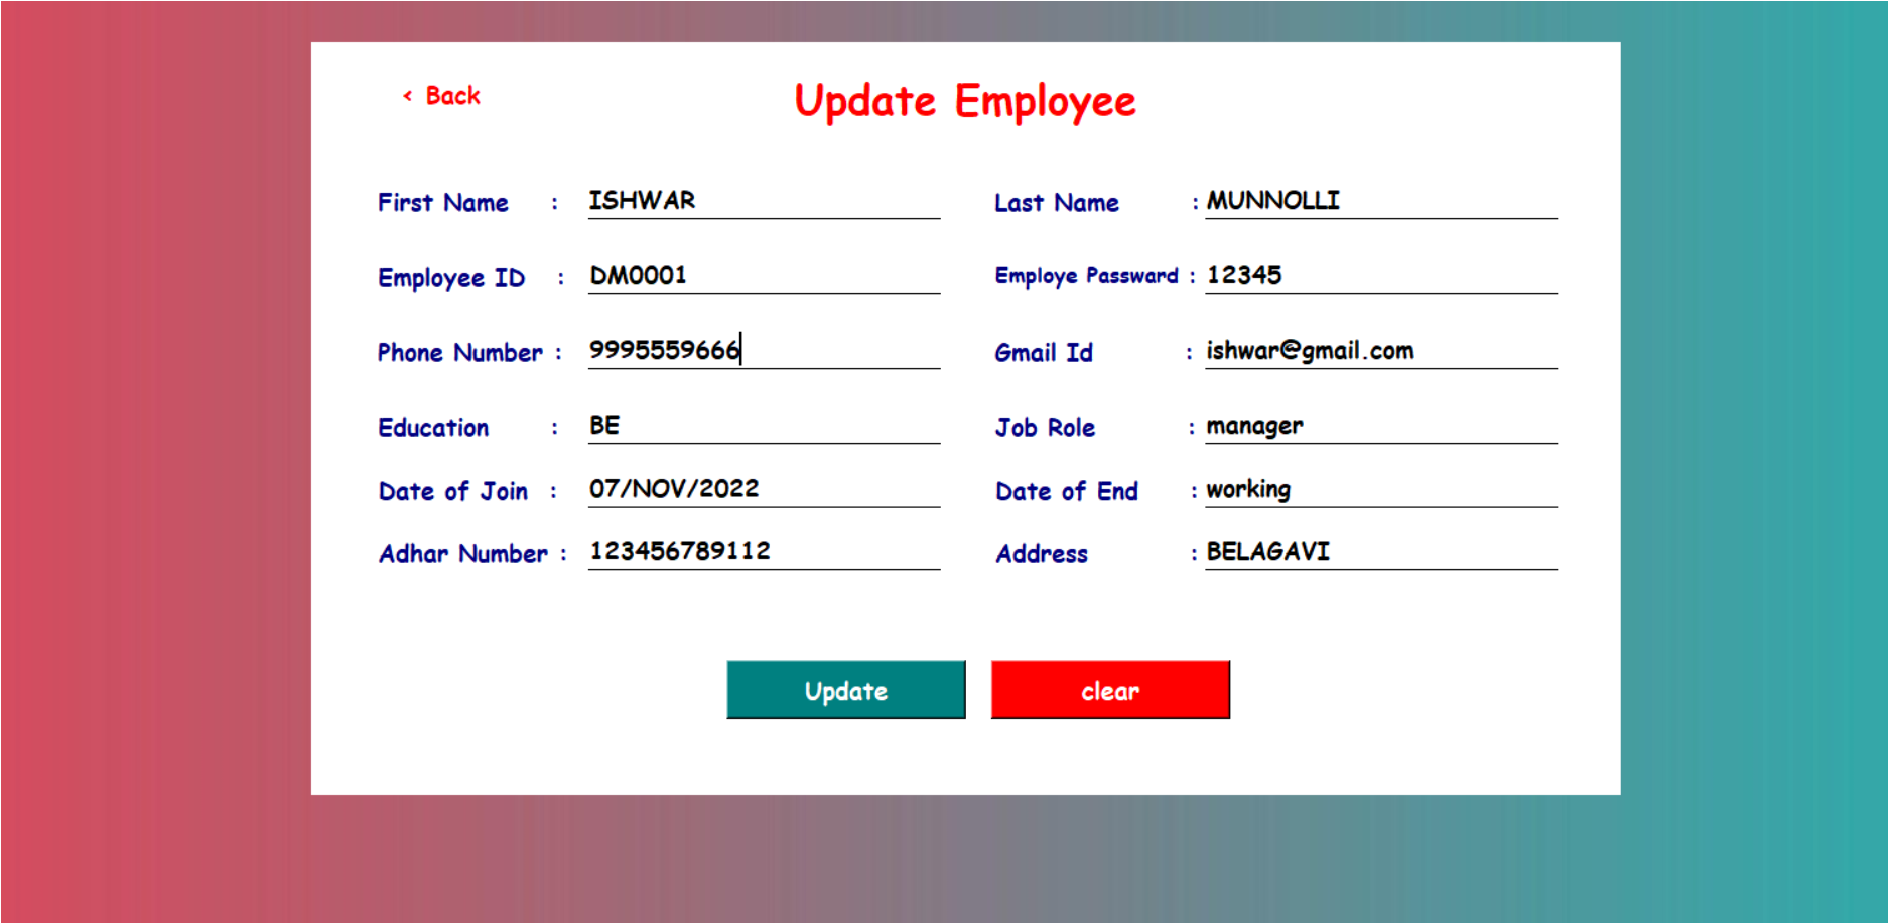 < Back
Update Employee
First Name : ISHWAR Last Name : MUNNOLLI
Employee ID : DM0001 Employe Passward : 12345
Phone Number : 9995559666 Gmail Id : ishwar@gmail.com
Education : BE Job Role : manager
Date of Join : 07/NOV/2022 Date of End : working
Adhar Number : 123456789112 Address : BELAGAVI
Update clear